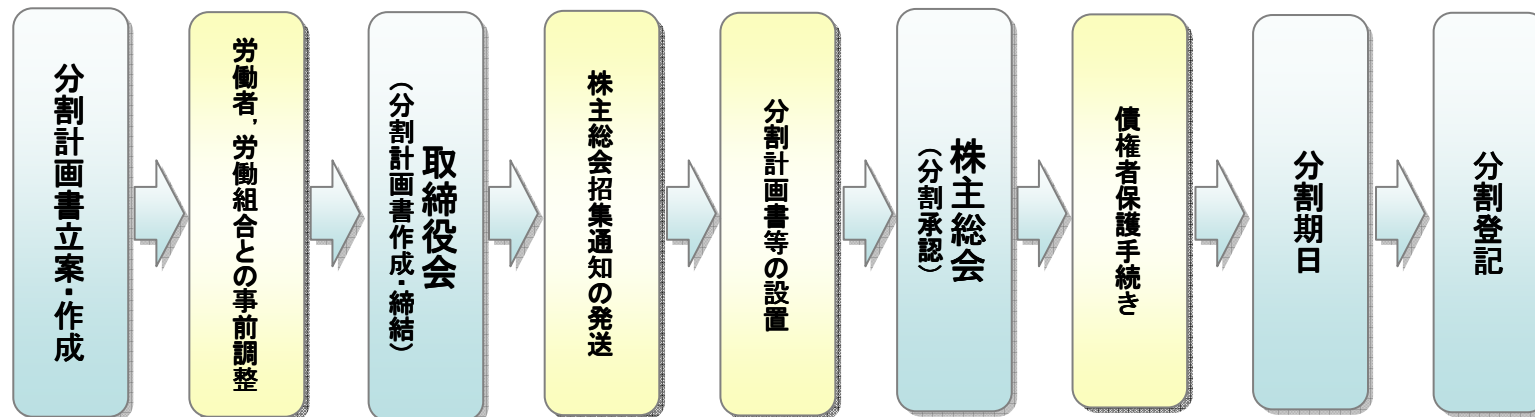 分割計画書立案・作成
労働者，労働組合との事前調整
取締役会
（分割計画書作成・締結）
株主総会招集通知の発送
分割計画書等の設置
株主総会
（分割承認）
債権者保護手続き
分割期日
分割登記